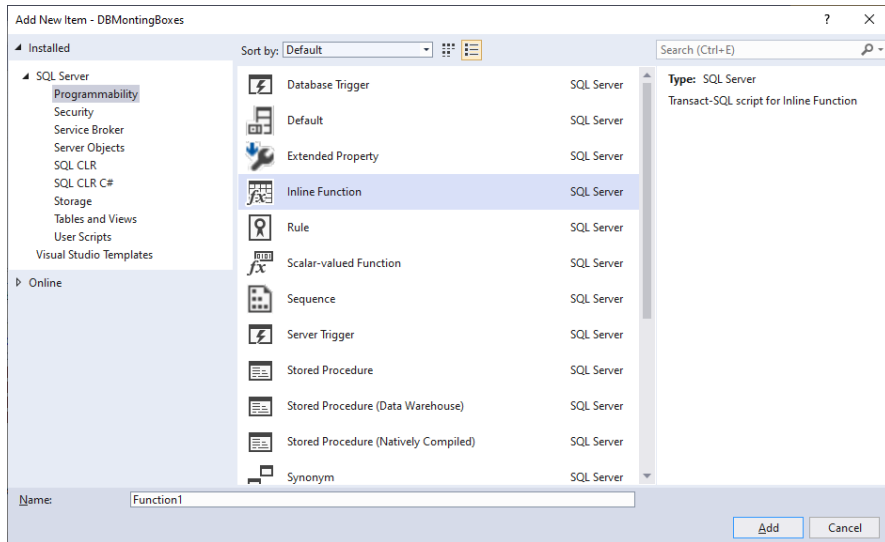 Add New Item - DBMontingBoxes ? ×
Installed
Sort by: Default
Search (Ctrl+E)
SQL Server
Programmability
Security
Service Broker
Server Objects
SQL CLR
SQL CLR C#
Storage
Tables and Views
User Scripts
Visual Studio Templates
Online
Database Trigger SQL Server
Default SQL Server
Extended Property SQL Server
Inline Function SQL Server
Rule SQL Server
Scalar-valued Function SQL Server
Sequence SQL Server
Server Trigger SQL Server
Stored Procedure SQL Server
Stored Procedure (Data Warehouse) SQL Server
Stored Procedure (Natively Compiled) SQL Server
Synonym SQL Server
Type: SQL Server
Transact-SQL script for Inline Function
Name: Function1
Add Cancel